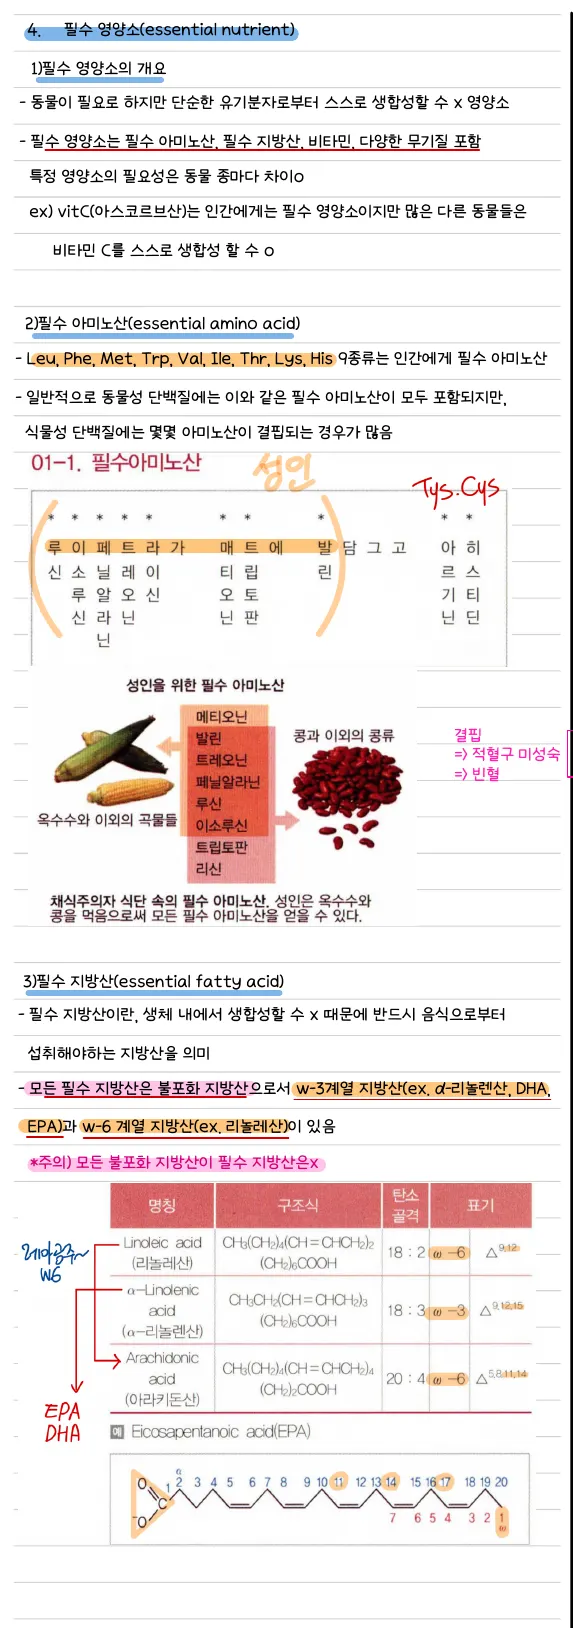 4. 필수 영양소(essential nutrient)
1)필수 영양소의 개요
- 동물이 필요로 하지만 단순한 유기분자로부터 스스로 생합성할 수 x 영양소
- 필수 영양소는 필수 아미노산, 필수 지방산, 비타민, 다양한 무기질 포함
특정 영양소의 필요성은 동물 종마다 차이o
ex) vitC(아스코르브산)는 인간에게는 필수 영양소이지만 많은 다른 동물들은
비타민 C를 스스로 생합성 할 수 o
2)필수 아미노산(essential amino acid)
- Leu, Phe, Met, Trp, Val, Ile, Thr, Lys, His 9종류는 인간에게 필수 아미노산
- 일반적으로 동물성 단백질에는 이와 같은 필수 아미노산이 모두 포함되지만,
식물성 단백질에는 몇몇 아미노산이 결핍되는 경우가 많음
01-1. 필수아미노산
성인
Tys.Cys
* * * * * * * * * *
루 이 페 트 라 가 매 트 에 발 담 그 고 아 히
신 소 닐 레 이 티 립 린 르 스
루 알 오 신 오 토 기 티
신 라 닌 닌 판 닌 딘
닌
성인을 위한 필수 아미노산
메티오닌
발린
트레오닌
페닐알라닌
루신
이소루신
트립토판
리신
옥수수와 이외의 곡물들
콩과 이외의 콩류
결핍
=> 적혈구 미성숙
=> 빈혈
채식주의자 식단 속의 필수 아미노산. 성인은 옥수수와
콩을 먹음으로써 모든 필수 아미노산을 얻을 수 있다.
3)필수 지방산(essential fatty acid)
- 필수 지방산이란, 생체 내에서 생합성할 수 x 때문에 반드시 음식으로부터
섭취해야하는 지방산을 의미
- 모든 필수 지방산은 불포화 지방산으로서 w-3계열 지방산(ex. α-리놀렌산, DHA,
EPA)과 w-6 계열 지방산(ex. 리놀레산)이 있음
*주의) 모든 불포화 지방산이 필수 지방산은x
명칭 구조식 탄소 골격 표기
Linoleic acid (리놀레산) CH₃(CH₂)₄(CH=CHCH₂)₂(CH₂)₆COOH 18 : 2 ω-6 △⁹,¹²
α-Linolenic acid (α-리놀렌산) CH₃CH₂(CH=CHCH₂)₃(CH₂)₆COOH 18 : 3 ω-3 △⁹,¹²,¹⁵
Arachidonic acid (아라키돈산) CH₃(CH₂)₄(CH=CHCH₂)₄(CH₂)₂COOH 20 : 4 ω-6 △⁵,⁸,¹¹,¹⁴
W6
EPA
DHA
예 Eicosapentanoic acid(EPA)
α
1 2 3 4 5 6 7 8 9 10 11 12 13 14 15 16 17 18 19 20
O C
⁻O
7 6 5 4 3 2 1
ω